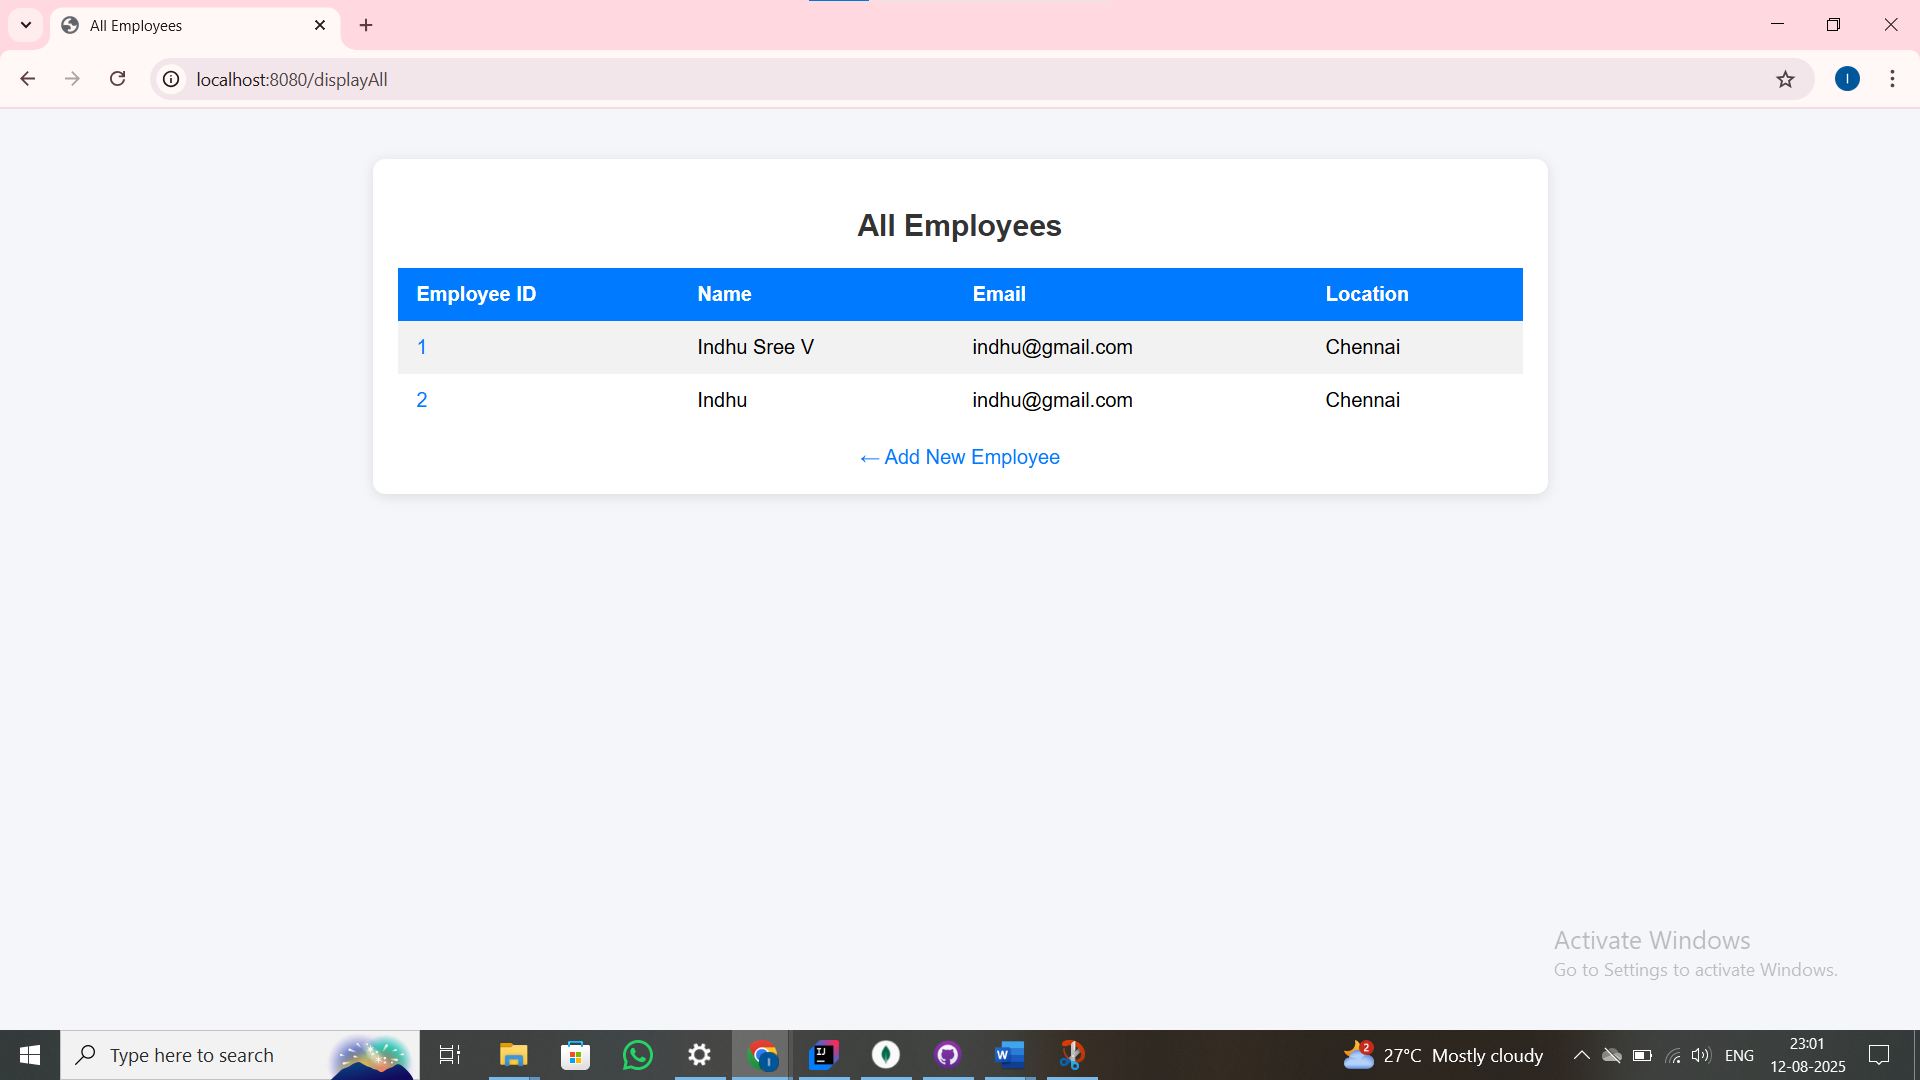 All Employees
localhost:8080/displayAll
I
All Employees
Employee ID Name Email Location
1 Indhu Sree V indhu@gmail.com Chennai
2 Indhu indhu@gmail.com Chennai
← Add New Employee
Activate Windows
Go to Settings to activate Windows.
Type here to search
I
IJ
W
2
27°C Mostly cloudy
ENG
23:01
12-08-2025